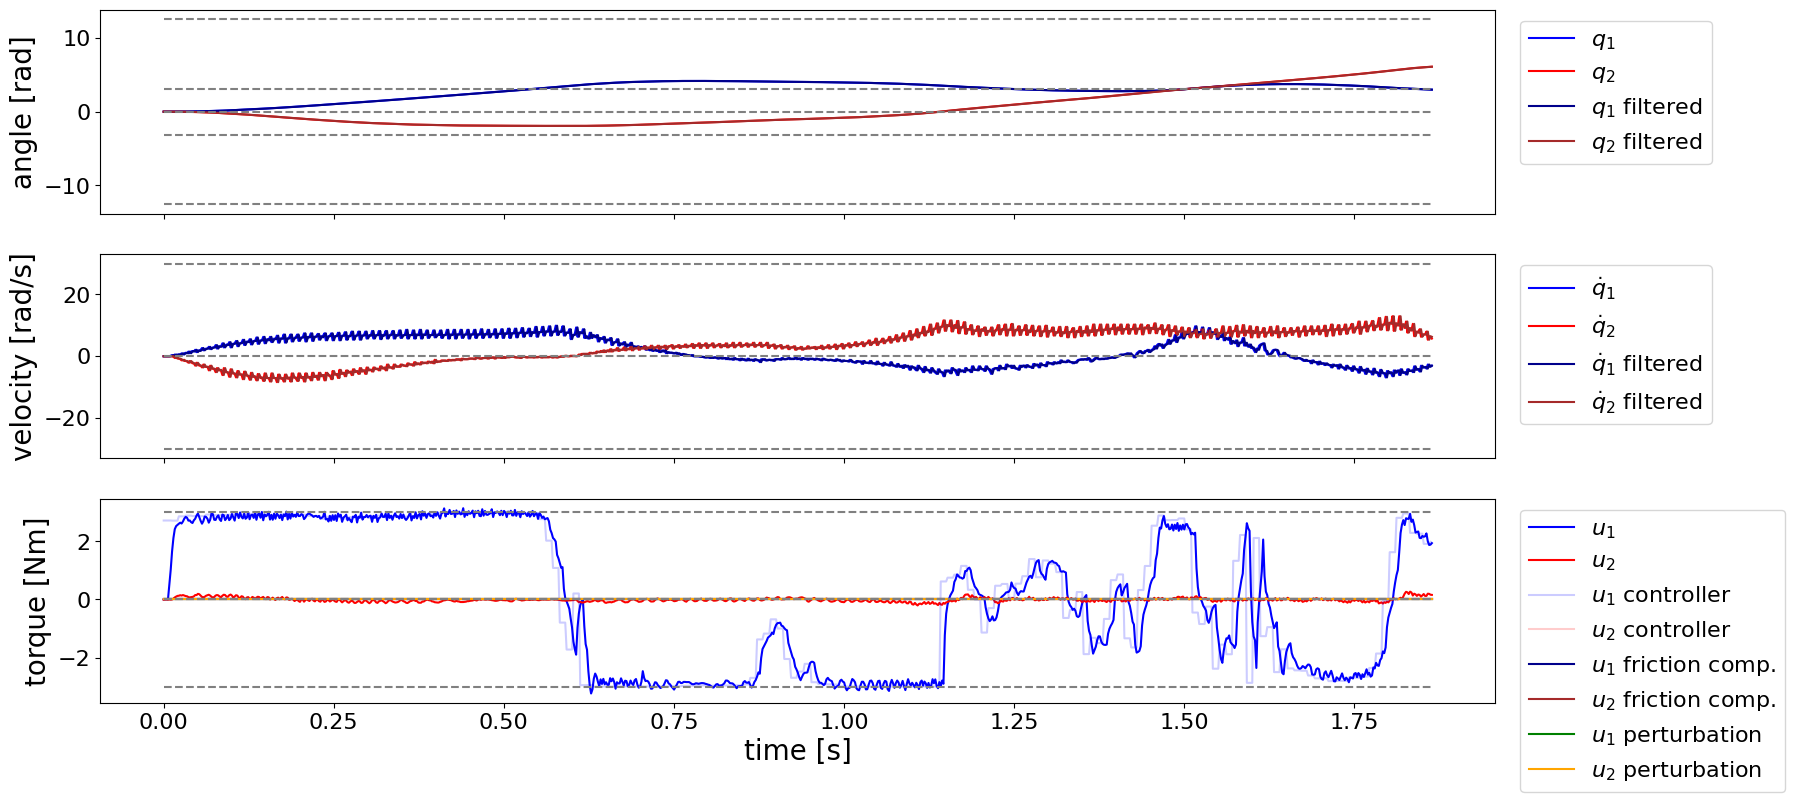 angle [rad]
10
0
−10
q₁
q₂
q₁ filtered
q₂ filtered
velocity [rad/s]
20
0
−20
q̇₁
q̇₂
q̇₁ filtered
q̇₂ filtered
torque [Nm]
2
0
−2
0.00 0.25 0.50 0.75 1.00 1.25 1.50 1.75
time [s]
u₁
u₂
u₁ controller
u₂ controller
u₁ friction comp.
u₂ friction comp.
u₁ perturbation
u₂ perturbation